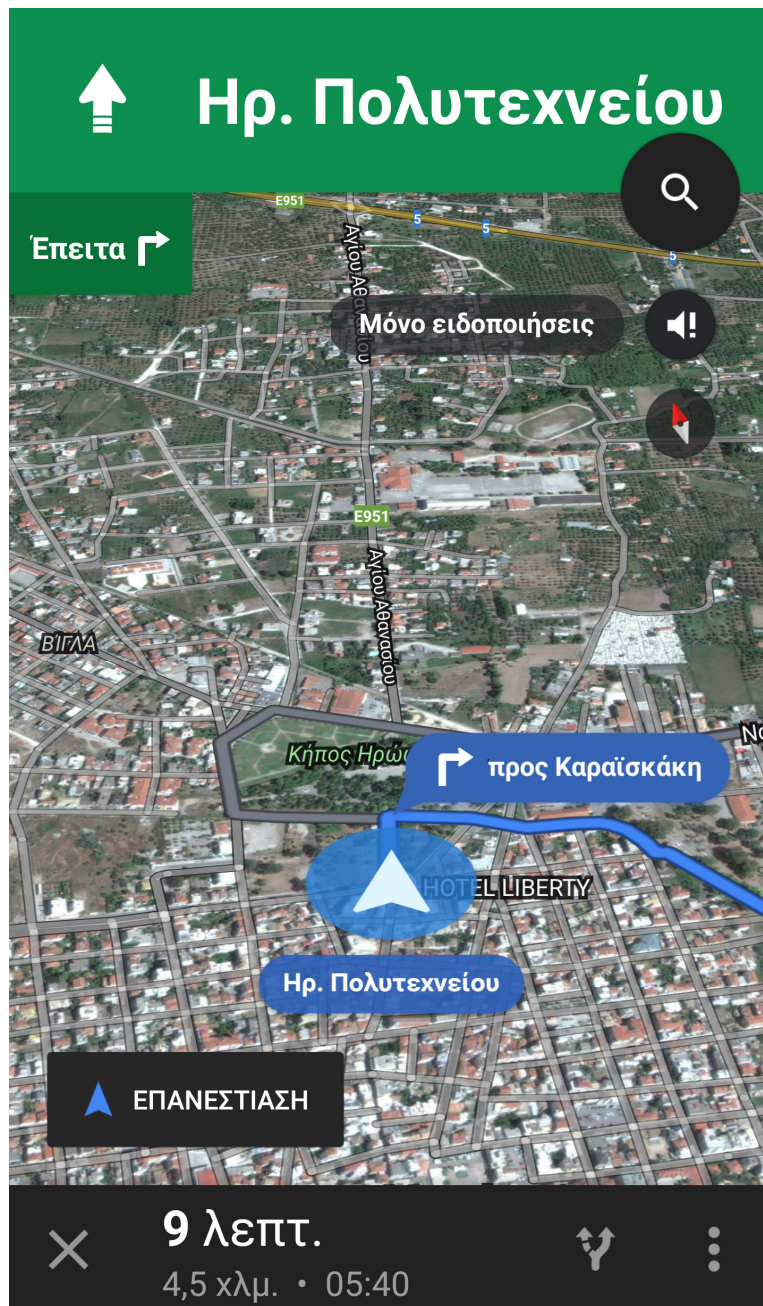 Ηρ. Πολυτεχνείου
Έπειτα
E951
5
5
5
Αγίου Αθανασίου
Μόνο ειδοποιήσεις
E951
Αγίου Αθανασίου
ΒΊΓΛΑ
Κήπος Ηρώ
προς Καραϊσκάκη
HOTEL LIBERTY
Ηρ. Πολυτεχνείου
ΕΠΑΝΕΣΤΙΑΣΗ
9 λεπτ.
4,5 χλμ. • 05:40